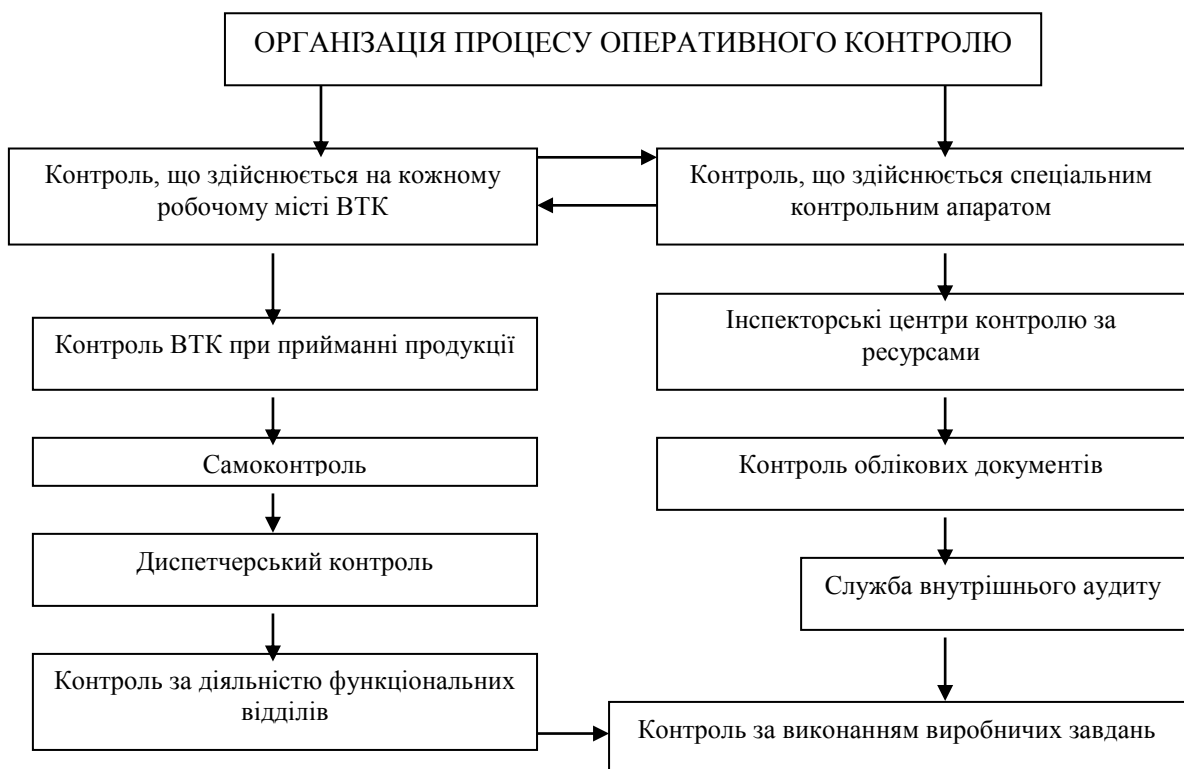 ОРГАНІЗАЦІЯ ПРОЦЕСУ ОПЕРАТИВНОГО КОНТРОЛЮ
Контроль, що здійснюється на кожному
робочому місті ВТК
Контроль, що здійснюється спеціальним
контрольним апаратом
Контроль ВТК при прийманні продукції
Інспекторські центри контролю за
ресурсами
Самоконтроль
Контроль облікових документів
Диспетчерський контроль
Служба внутрішнього аудиту
Контроль за діяльністю функціональних
відділів
Контроль за виконанням виробничих завдань